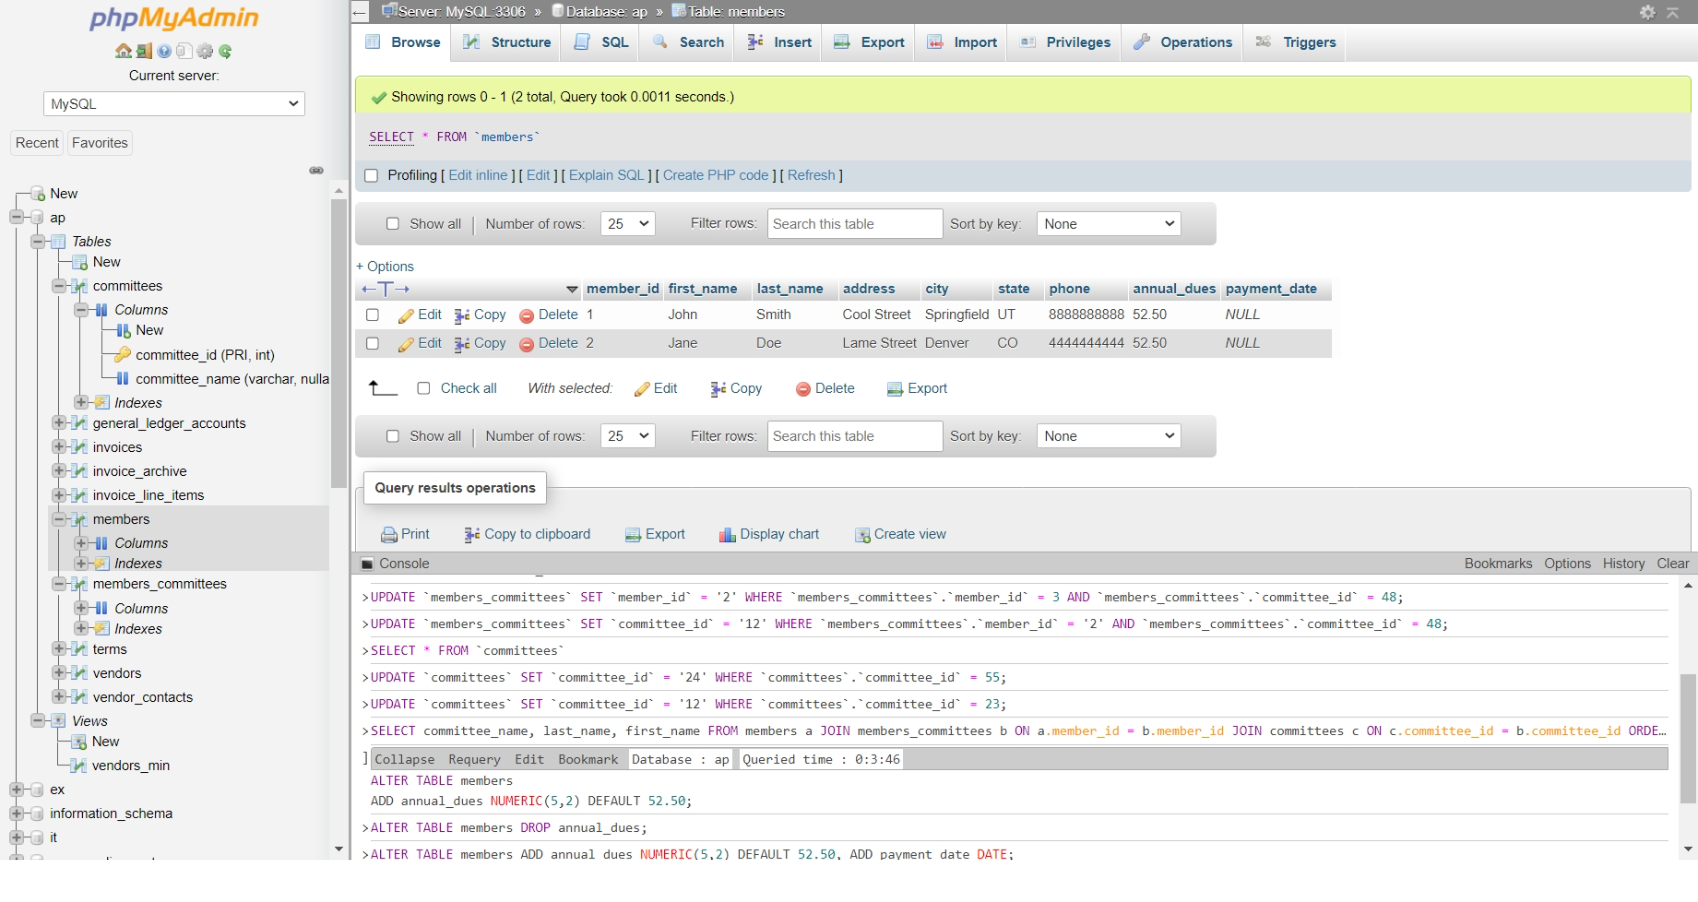 phpMyAdmin
Current server:
MySQL
Recent Favorites
New
ap
Tables
New
committees
Columns
New
committee_id (PRI, int)
committee_name (varchar, nulla
Indexes
general_ledger_accounts
invoices
invoice_archive
invoice_line_items
members
Columns
Indexes
members_committees
Columns
Indexes
terms
vendors
vendor_contacts
Views
New
vendors_min
ex
information_schema
it
Server: MySQL:3306 » Database: ap » Table: members
Browse Structure SQL Search Insert Export Import Privileges Operations Triggers
Showing rows 0 - 1 (2 total, Query took 0.0011 seconds.)
SELECT * FROM `members`
Profiling [ Edit inline ] [ Edit ] [ Explain SQL ] [ Create PHP code ] [ Refresh ]
Show all | Number of rows: 25 Filter rows: Search this table Sort by key: None
+ Options
←T→ member_id first_name last_name address city state phone annual_dues payment_date
Edit Copy Delete 1 John Smith Cool Street Springfield UT 8888888888 52.50 NULL
Edit Copy Delete 2 Jane Doe Lame Street Denver CO 4444444444 52.50 NULL
Check all With selected: Edit Copy Delete Export
Show all | Number of rows: 25 Filter rows: Search this table Sort by key: None
Query results operations
Print Copy to clipboard Export Display chart Create view
Console Bookmarks Options History Clear
>UPDATE `members_committees` SET `member_id` = '2' WHERE `members_committees`.`member_id` = 3 AND `members_committees`.`committee_id` = 48;
>UPDATE `members_committees` SET `committee_id` = '12' WHERE `members_committees`.`member_id` = '2' AND `members_committees`.`committee_id` = 48;
>SELECT * FROM `committees`
>UPDATE `committees` SET `committee_id` = '24' WHERE `committees`.`committee_id` = 55;
>UPDATE `committees` SET `committee_id` = '12' WHERE `committees`.`committee_id` = 23;
>SELECT committee_name, last_name, first_name FROM members a JOIN members_committees b ON a.member_id = b.member_id JOIN committees c ON c.committee_id = b.committee_id ORDE…
] Collapse Requery Edit Bookmark Database : ap Queried time : 0:3:46
ALTER TABLE members
ADD annual_dues NUMERIC(5,2) DEFAULT 52.50;
>ALTER TABLE members DROP annual_dues;
>ALTER TABLE members ADD annual_dues NUMERIC(5,2) DEFAULT 52.50, ADD payment_date DATE;